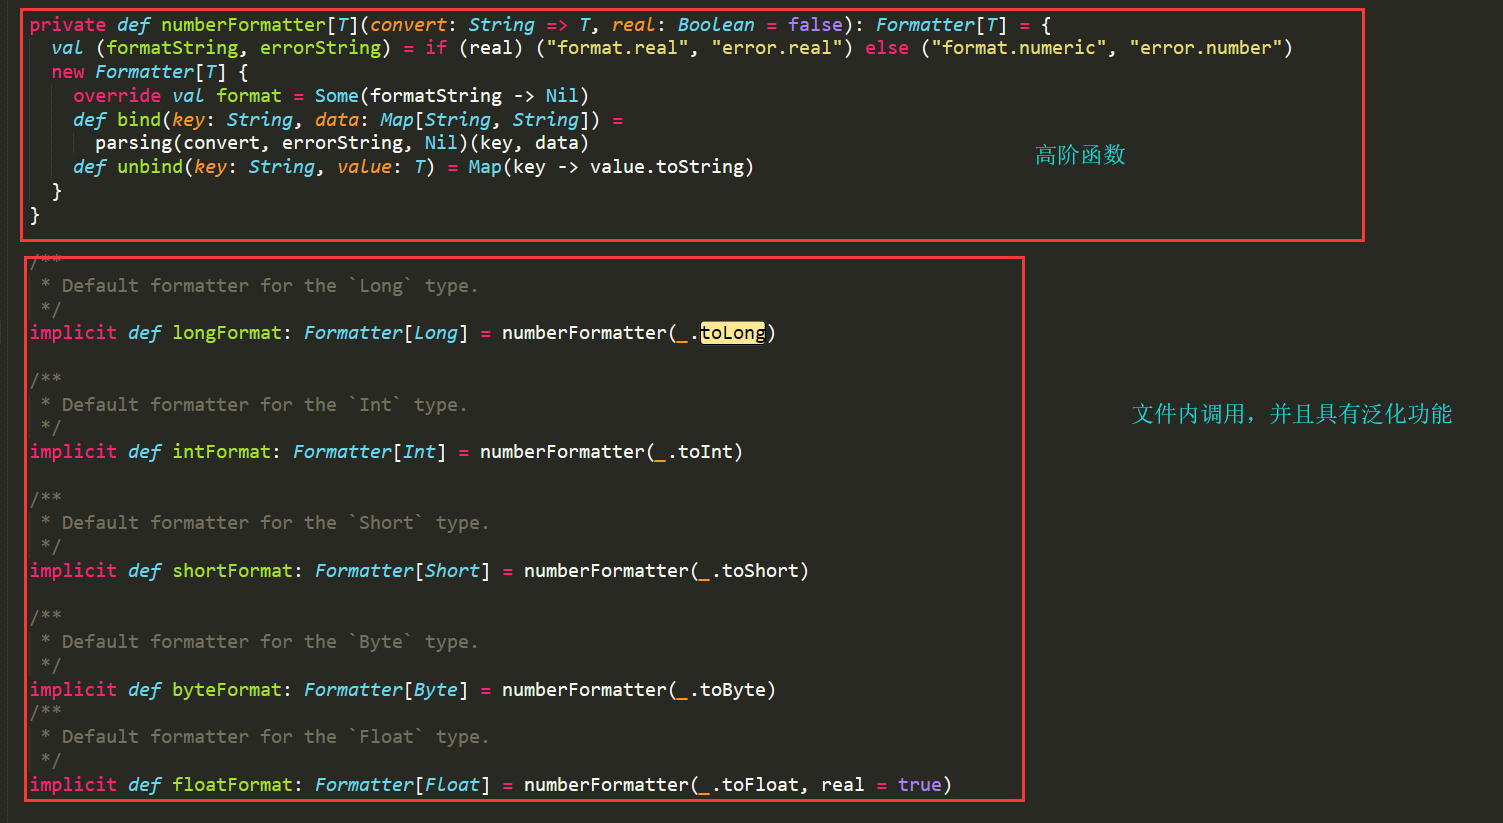 private def numberFormatter[T](convert: String => T, real: Boolean = false): Formatter[T] = {
  val (formatString, errorString) = if (real) ("format.real", "error.real") else ("format.numeric", "error.number")
  new Formatter[T] {
    override val format = Some(formatString -> Nil)
    def bind(key: String, data: Map[String, String]) =
      parsing(convert, errorString, Nil)(key, data)
    def unbind(key: String, value: T) = Map(key -> value.toString)
  }
}
高阶函数
/**
 * Default formatter for the `Long` type.
 */
implicit def longFormat: Formatter[Long] = numberFormatter(_.toLong)
/**
 * Default formatter for the `Int` type.
 */
implicit def intFormat: Formatter[Int] = numberFormatter(_.toInt)
/**
 * Default formatter for the `Short` type.
 */
implicit def shortFormat: Formatter[Short] = numberFormatter(_.toShort)
/**
 * Default formatter for the `Byte` type.
 */
implicit def byteFormat: Formatter[Byte] = numberFormatter(_.toByte)
/**
 * Default formatter for the `Float` type.
 */
implicit def floatFormat: Formatter[Float] = numberFormatter(_.toFloat, real = true)
文件内调用，并且具有泛化功能